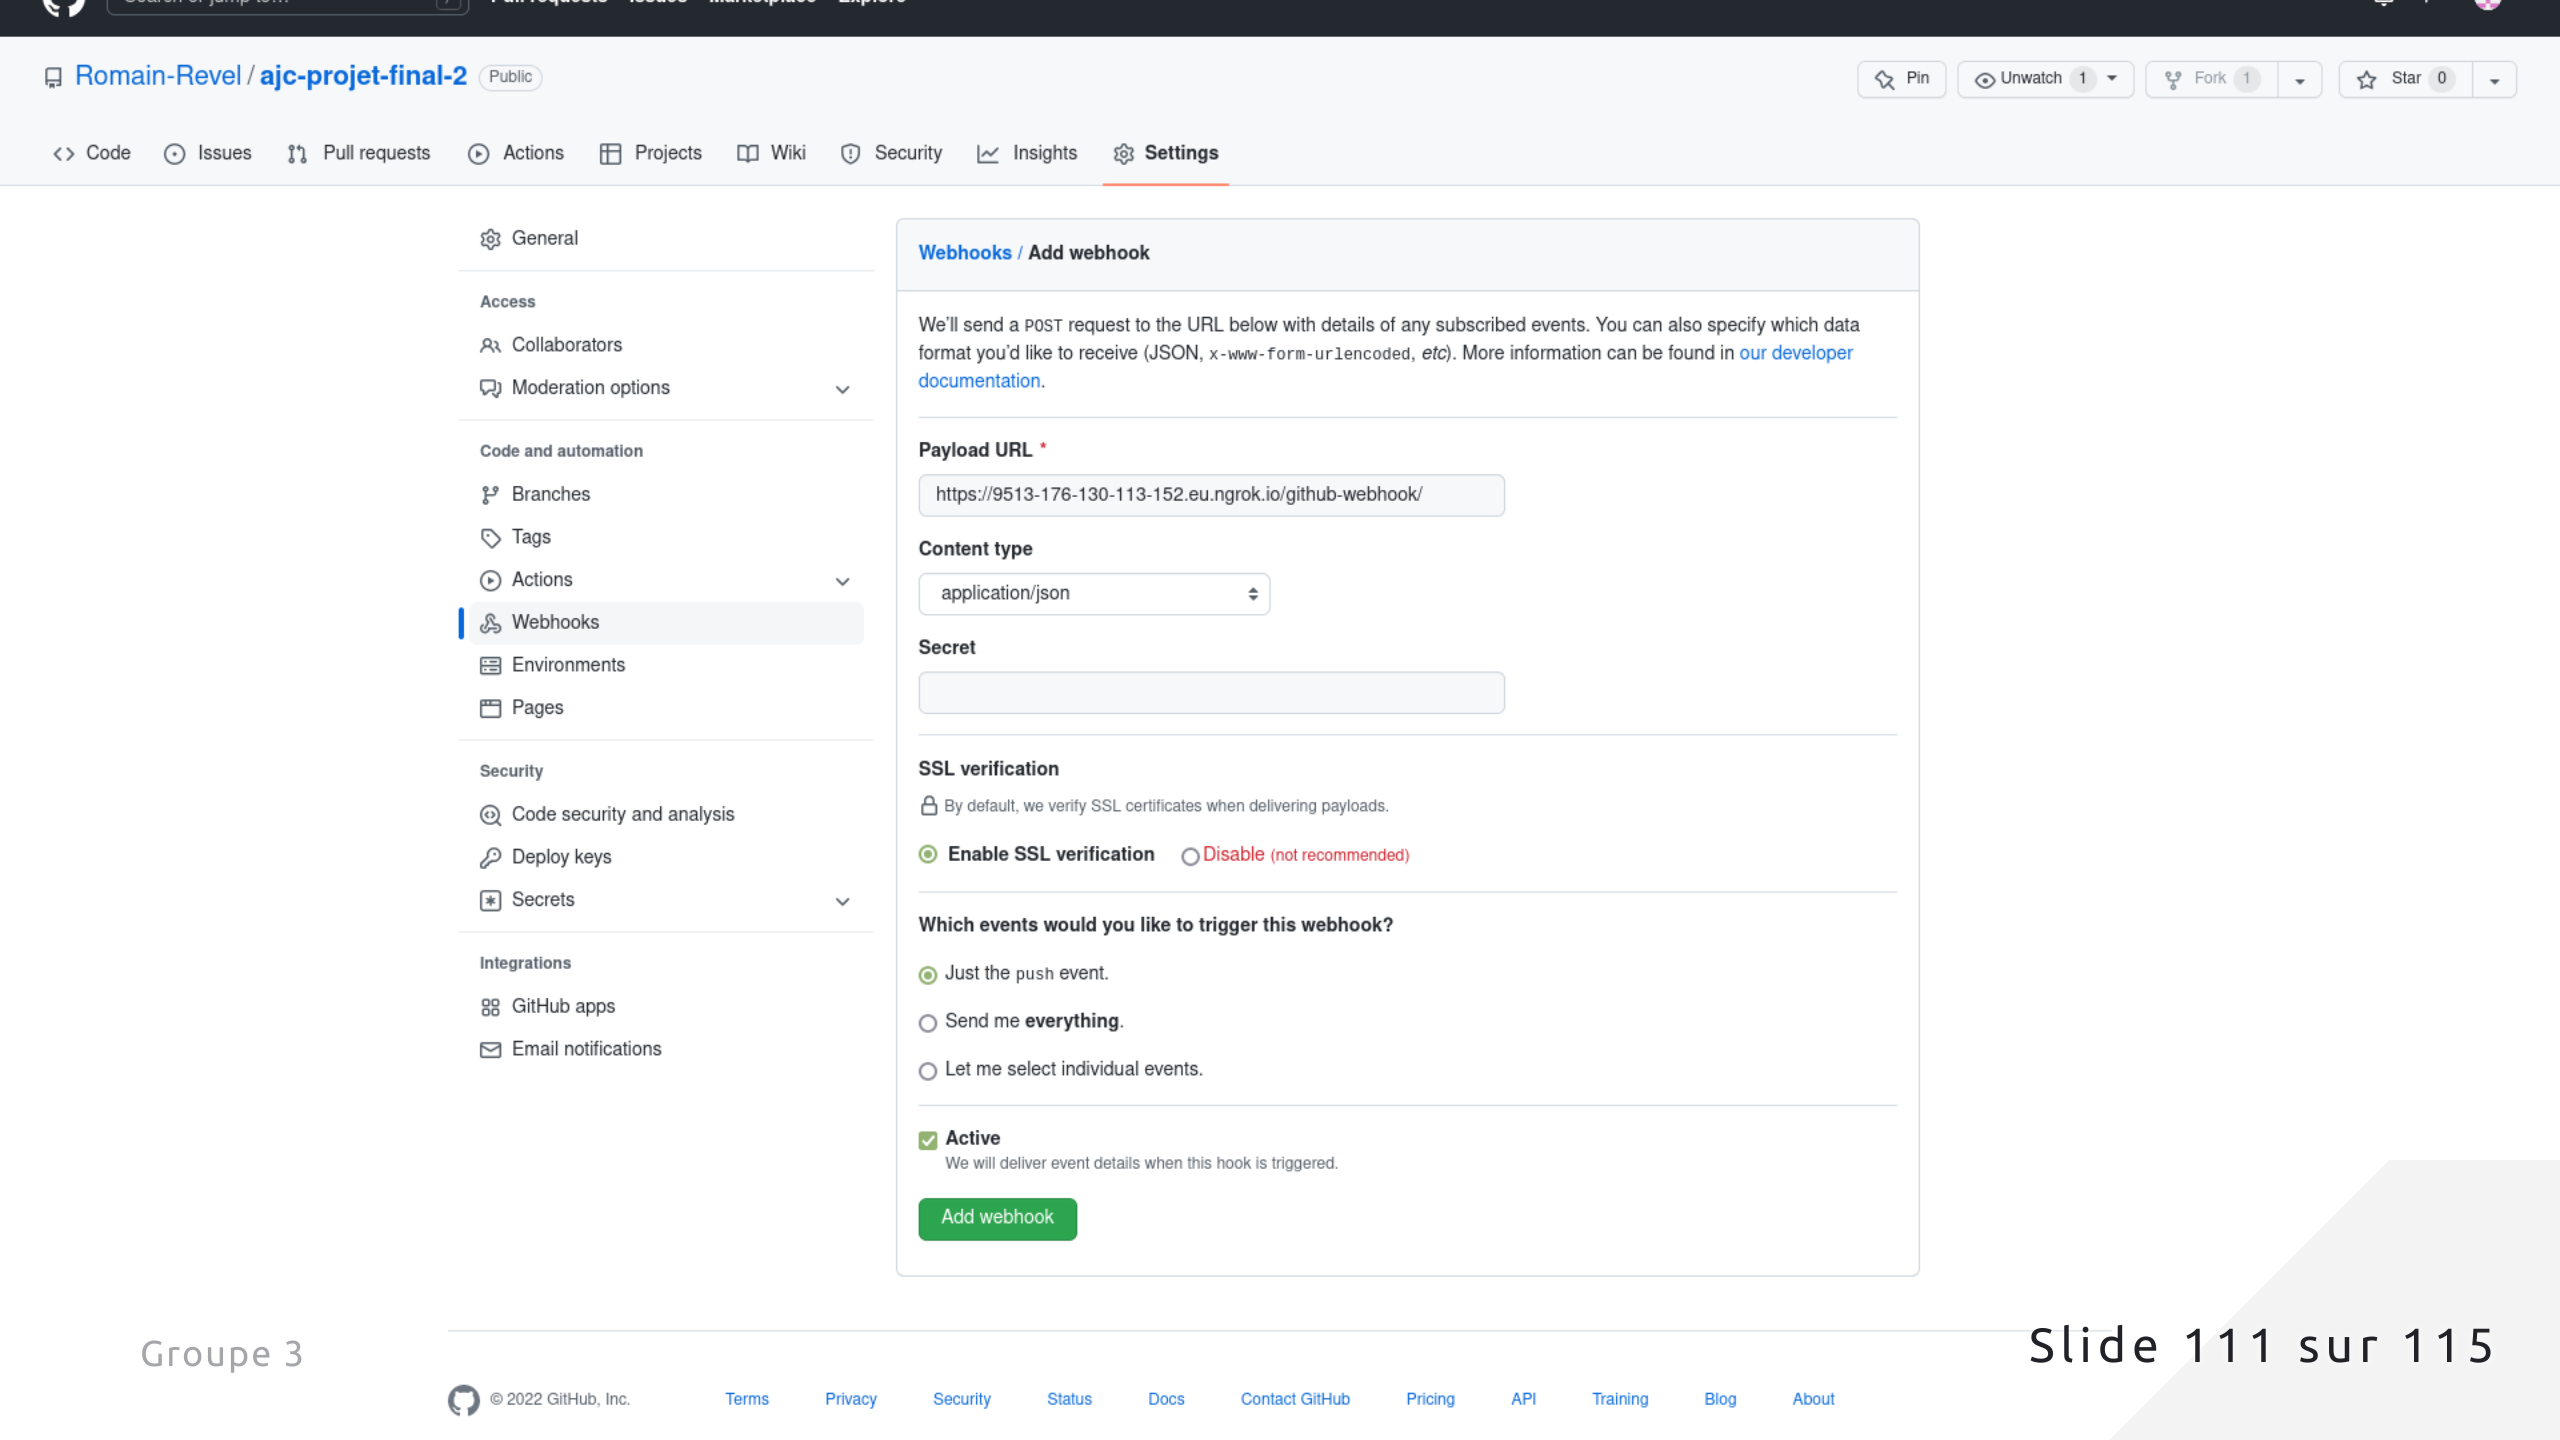 Romain-Revel / ajc-projet-final-2 Public
Pin
Unwatch 1
Fork 1
Star 0
Code
Issues
Pull requests
Actions
Projects
Wiki
Security
Insights
Settings
General
Access
Collaborators
Moderation options
Code and automation
Branches
Tags
Actions
Webhooks
Environments
Pages
Security
Code security and analysis
Deploy keys
Secrets
Integrations
GitHub apps
Email notifications
Webhooks / Add webhook
We'll send a POST request to the URL below with details of any subscribed events. You can also specify which data
format you'd like to receive (JSON, x-www-form-urlencoded, etc). More information can be found in our developer
documentation.
Payload URL *
https://9513-176-130-113-152.eu.ngrok.io/github-webhook/
Content type
application/json
Secret
SSL verification
By default, we verify SSL certificates when delivering payloads.
Enable SSL verification
Disable (not recommended)
Which events would you like to trigger this webhook?
Just the push event.
Send me everything.
Let me select individual events.
Active
We will deliver event details when this hook is triggered.
Add webhook
Groupe 3
Slide 111 sur 115
© 2022 GitHub, Inc.
Terms
Privacy
Security
Status
Docs
Contact GitHub
Pricing
API
Training
Blog
About